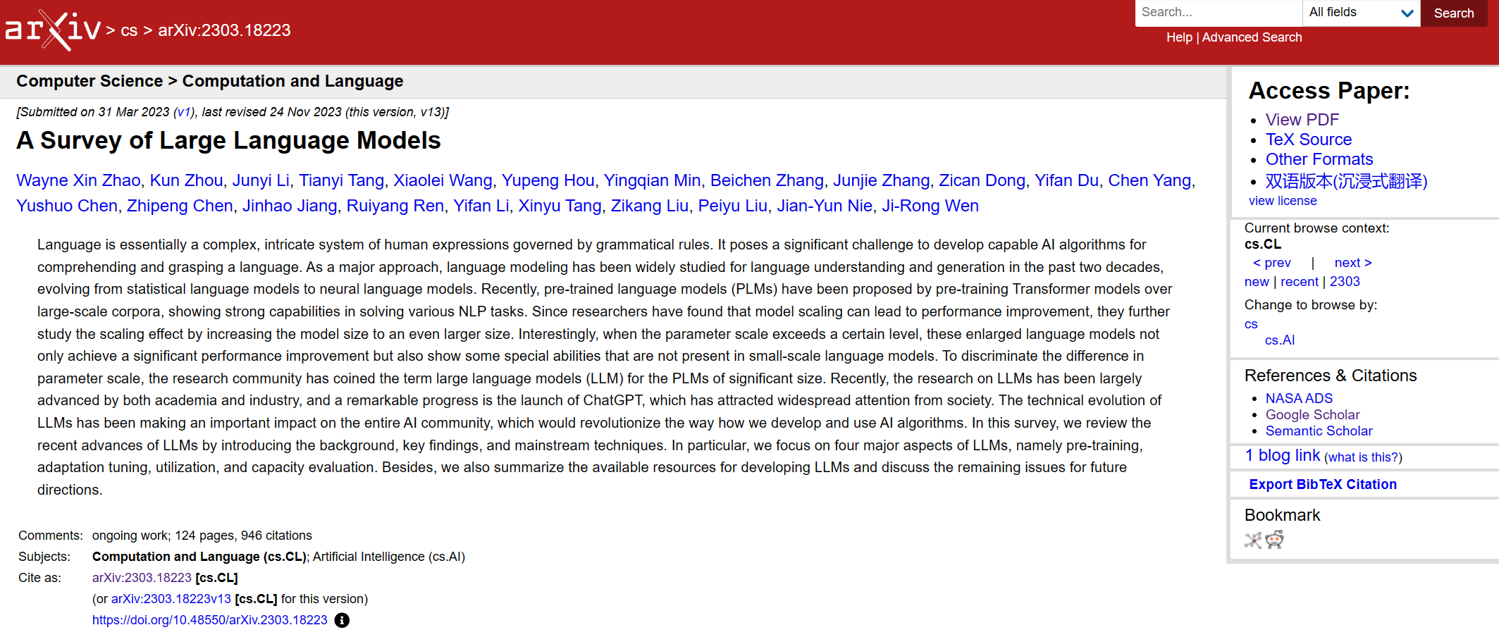 arXiv > cs > arXiv:2303.18223
Search...
All fields
Search
Help | Advanced Search
Computer Science > Computation and Language
[Submitted on 31 Mar 2023 (v1), last revised 24 Nov 2023 (this version, v13)]
A Survey of Large Language Models
Wayne Xin Zhao, Kun Zhou, Junyi Li, Tianyi Tang, Xiaolei Wang, Yupeng Hou, Yingqian Min, Beichen Zhang, Junjie Zhang, Zican Dong, Yifan Du, Chen Yang,
Yushuo Chen, Zhipeng Chen, Jinhao Jiang, Ruiyang Ren, Yifan Li, Xinyu Tang, Zikang Liu, Peiyu Liu, Jian-Yun Nie, Ji-Rong Wen
Language is essentially a complex, intricate system of human expressions governed by grammatical rules. It poses a significant challenge to develop capable AI algorithms for
comprehending and grasping a language. As a major approach, language modeling has been widely studied for language understanding and generation in the past two decades,
evolving from statistical language models to neural language models. Recently, pre-trained language models (PLMs) have been proposed by pre-training Transformer models over
large-scale corpora, showing strong capabilities in solving various NLP tasks. Since researchers have found that model scaling can lead to performance improvement, they further
study the scaling effect by increasing the model size to an even larger size. Interestingly, when the parameter scale exceeds a certain level, these enlarged language models not
only achieve a significant performance improvement but also show some special abilities that are not present in small-scale language models. To discriminate the difference in
parameter scale, the research community has coined the term large language models (LLM) for the PLMs of significant size. Recently, the research on LLMs has been largely
advanced by both academia and industry, and a remarkable progress is the launch of ChatGPT, which has attracted widespread attention from society. The technical evolution of
LLMs has been making an important impact on the entire AI community, which would revolutionize the way how we develop and use AI algorithms. In this survey, we review the
recent advances of LLMs by introducing the background, key findings, and mainstream techniques. In particular, we focus on four major aspects of LLMs, namely pre-training,
adaptation tuning, utilization, and capacity evaluation. Besides, we also summarize the available resources for developing LLMs and discuss the remaining issues for future
directions.
Comments: ongoing work; 124 pages, 946 citations
Subjects: Computation and Language (cs.CL); Artificial Intelligence (cs.AI)
Cite as: arXiv:2303.18223 [cs.CL]
(or arXiv:2303.18223v13 [cs.CL] for this version)
https://doi.org/10.48550/arXiv.2303.18223
Access Paper:
View PDF
TeX Source
Other Formats
双语版本(沉浸式翻译)
view license
Current browse context:
cs.CL
< prev | next >
new | recent | 2303
Change to browse by:
cs
cs.AI
References & Citations
NASA ADS
Google Scholar
Semantic Scholar
1 blog link (what is this?)
Export BibTeX Citation
Bookmark